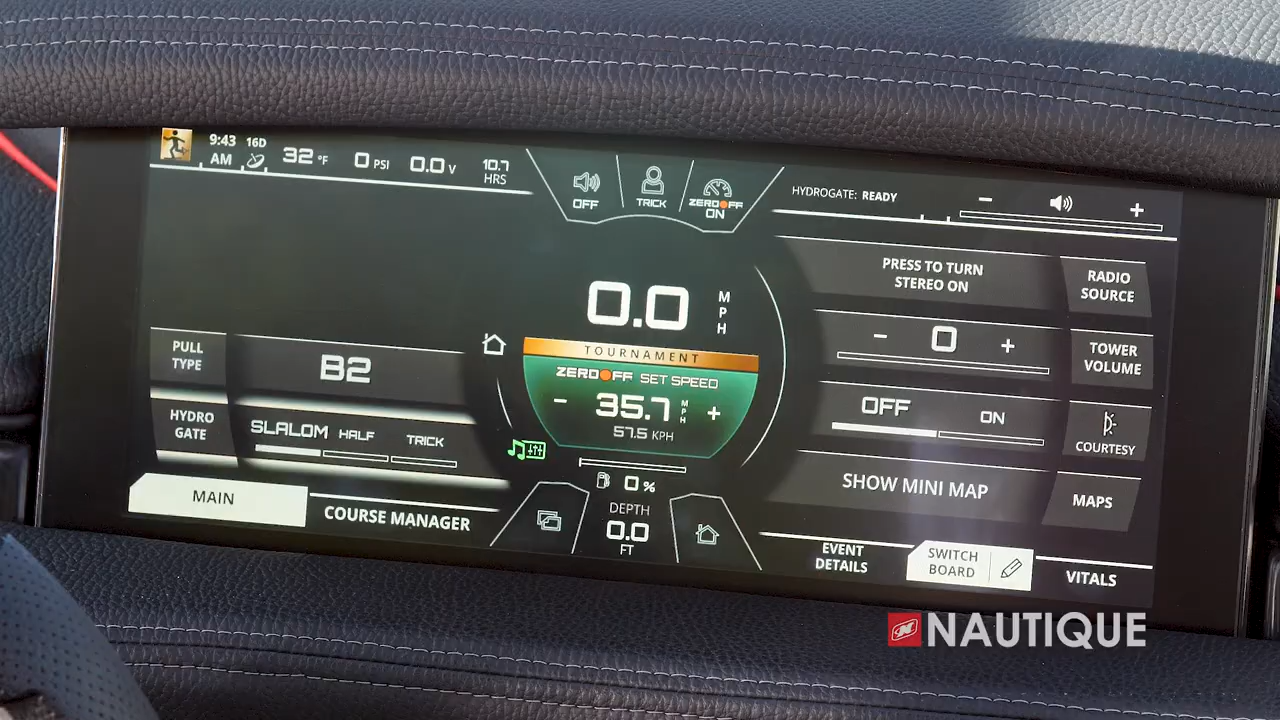 9:43 16D
AM
32 °F
0 PSI
0.0 V
10.7
HRS
OFF
TRICK
ZEROOFF
ON
HYDROGATE: READY
− +
PRESS TO TURN
STEREO ON
RADIO
SOURCE
0.0 MPH
TOURNAMENT
ZEROOFF SET SPEED
− 35.7 MPH +
57.5 KPH
PULL
TYPE
B2
HYDRO
GATE
SLALOM HALF TRICK
− 0 +
TOWER
VOLUME
OFF ON
COURTESY
SHOW MINI MAP
MAPS
0 %
DEPTH
0.0
FT
MAIN
COURSE MANAGER
EVENT
DETAILS
SWITCH
BOARD
VITALS
NAUTIQUE